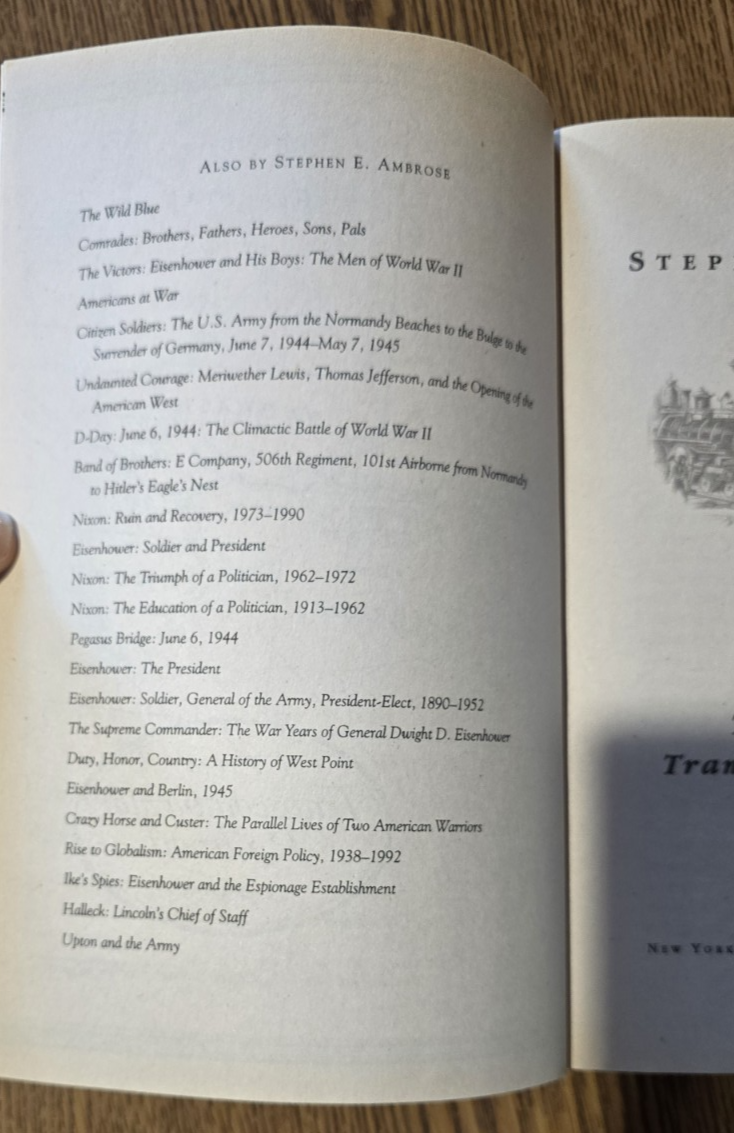 ALSO BY STEPHEN E. AMBROSE
The Wild Blue
Comrades: Brothers, Fathers, Heroes, Sons, Pals
The Victors: Eisenhower and His Boys: The Men of World War II
Americans at War
Citizen Soldiers: The U.S. Army from the Normandy Beaches to the Bulge to the
Surrender of Germany, June 7, 1944–May 7, 1945
Undaunted Courage: Meriwether Lewis, Thomas Jefferson, and the Opening of the
American West
D-Day: June 6, 1944: The Climactic Battle of World War II
Band of Brothers: E Company, 506th Regiment, 101st Airborne from Normandy
to Hitler's Eagle's Nest
Nixon: Ruin and Recovery, 1973–1990
Eisenhower: Soldier and President
Nixon: The Triumph of a Politician, 1962–1972
Nixon: The Education of a Politician, 1913–1962
Pegasus Bridge: June 6, 1944
Eisenhower: The President
Eisenhower: Soldier, General of the Army, President-Elect, 1890–1952
The Supreme Commander: The War Years of General Dwight D. Eisenhower
Duty, Honor, Country: A History of West Point
Eisenhower and Berlin, 1945
Crazy Horse and Custer: The Parallel Lives of Two American Warriors
Rise to Globalism: American Foreign Policy, 1938–1992
Ike's Spies: Eisenhower and the Espionage Establishment
Halleck: Lincoln's Chief of Staff
Upton and the Army
STEP
Tran
NEW YORK